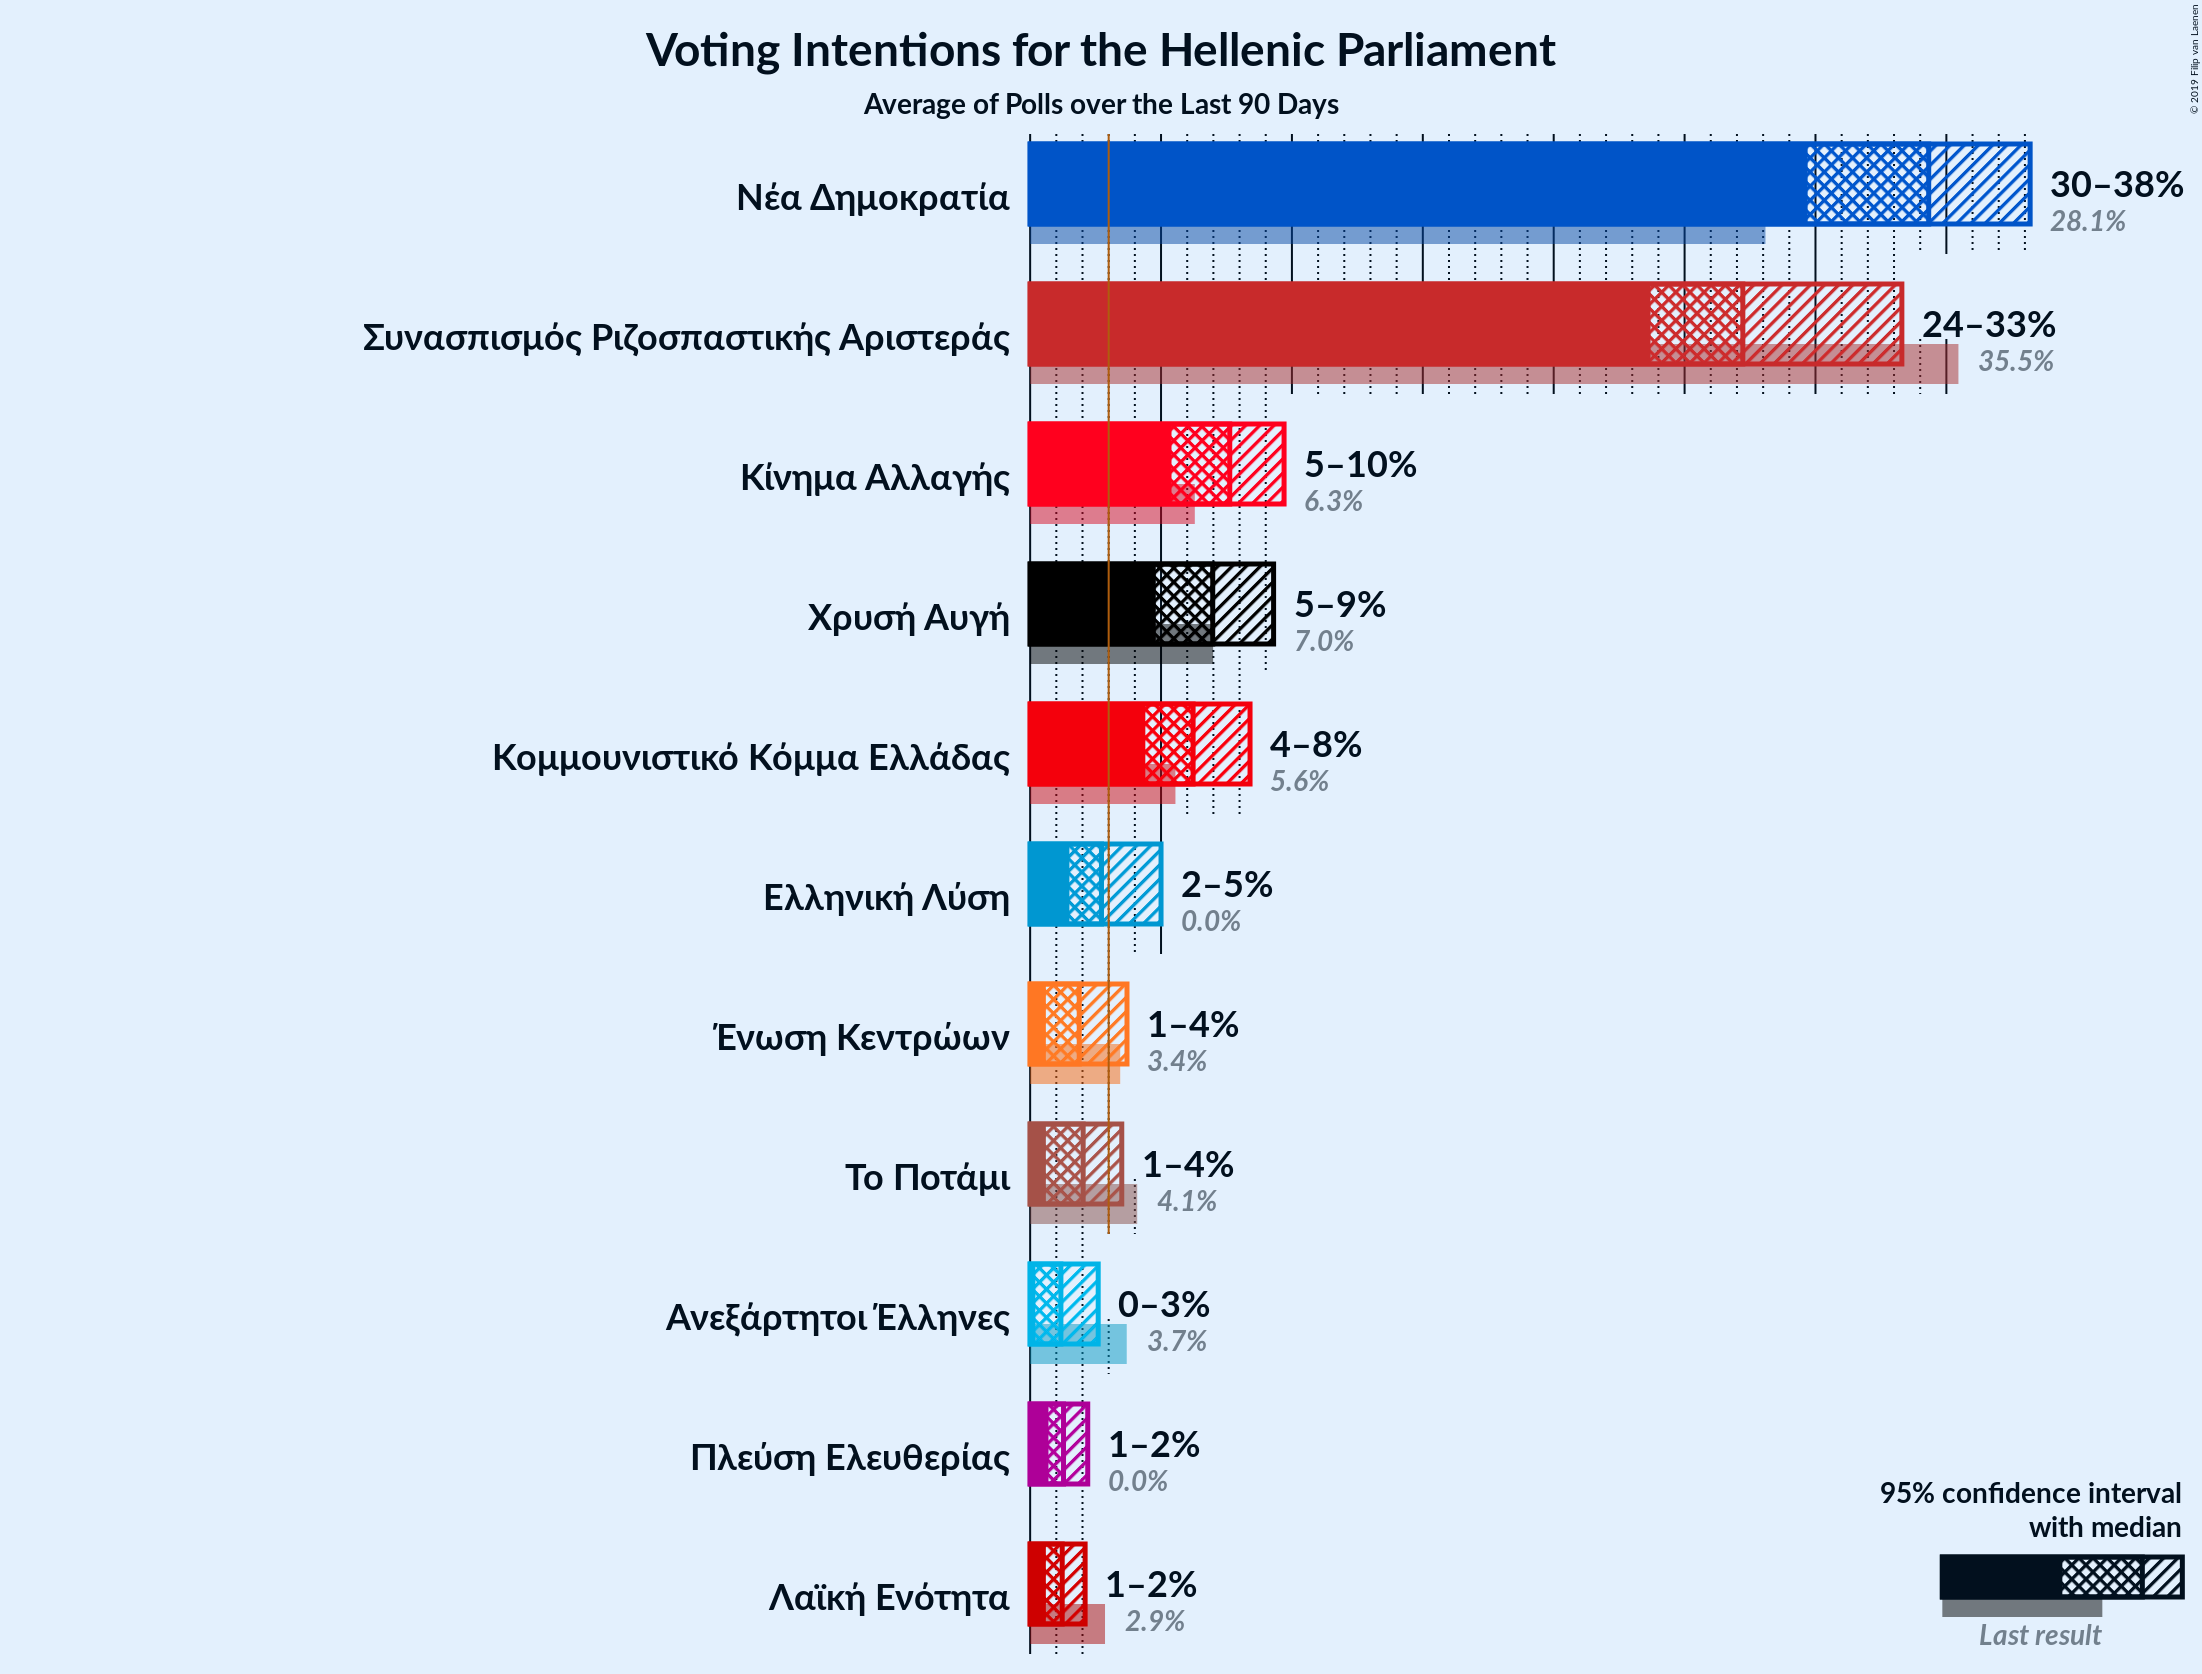 Voting Intentions for the Hellenic Parliament
Average of Polls over the Last 90 Days
© 2019 Filip van Laenen
Νέα Δημοκρατία
30–38%
28.1%
Συνασπισμός Ριζοσπαστικής Αριστεράς
24–33%
35.5%
Κίνημα Αλλαγής
5–10%
6.3%
Χρυσή Αυγή
5–9%
7.0%
Κομμουνιστικό Κόμμα Ελλάδας
4–8%
5.6%
Ελληνική Λύση
2–5%
0.0%
Ένωση Κεντρώων
1–4%
3.4%
Το Ποτάμι
1–4%
4.1%
Ανεξάρτητοι Έλληνες
0–3%
3.7%
Πλεύση Ελευθερίας
1–2%
0.0%
Λαϊκή Ενότητα
1–2%
2.9%
95% confidence interval
with median
Last result